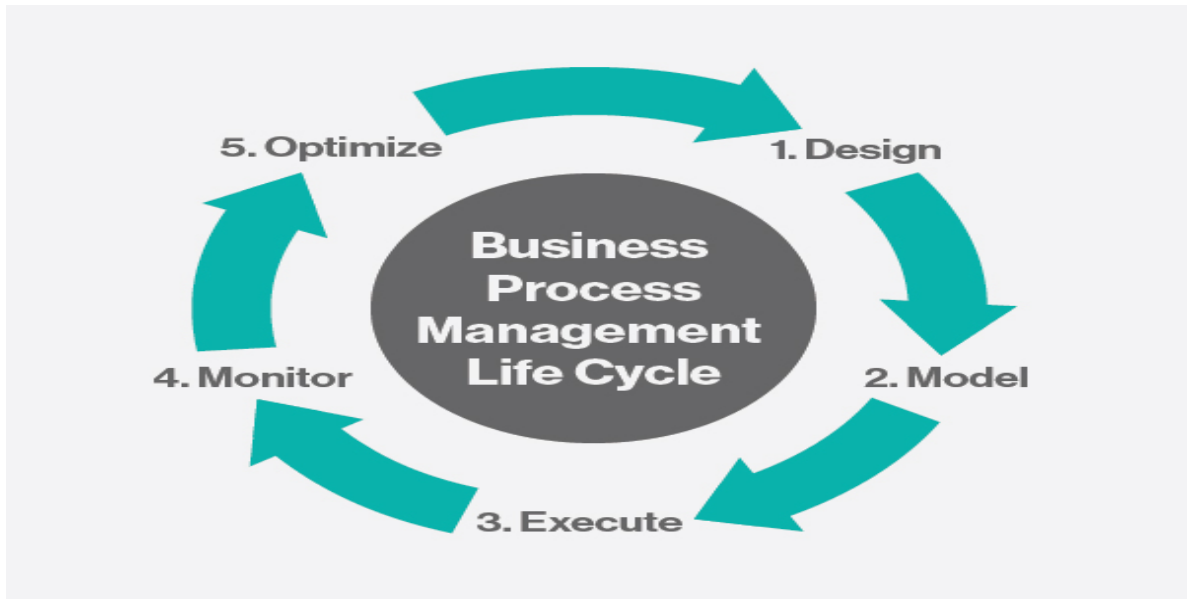 Business
Process
Management
Life Cycle
1. Design
2. Model
3. Execute
4. Monitor
5. Optimize